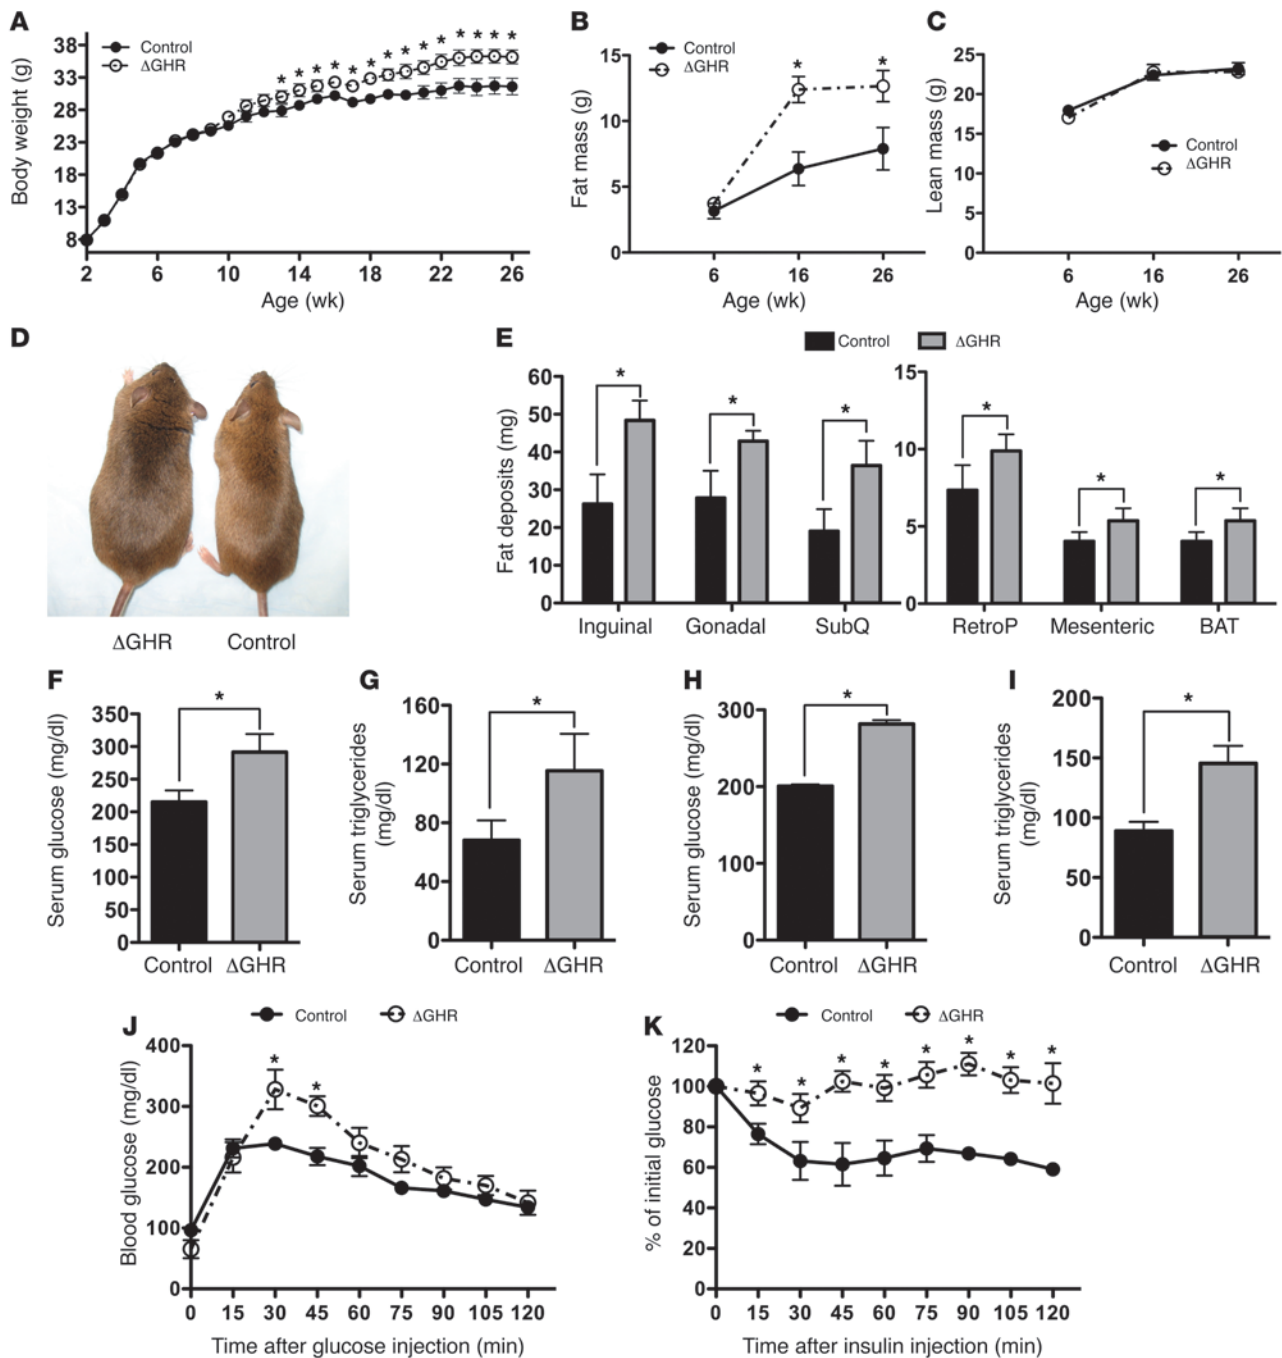 A
B
C
Control
ΔGHR
Body weight (g)
38
33
28
23
18
13
8
* * * * * * * * * * * * * *
2 6 10 14 18 22 26
Age (wk)
Control
ΔGHR
Fat mass (g)
15
10
5
0
* *
6 16 26
Age (wk)
Lean mass (g)
25
20
15
10
5
0
Control
ΔGHR
6 16 26
Age (wk)
D
ΔGHR Control
E
Control ΔGHR
Fat deposits (mg)
60
50
40
30
20
10
0
* * *
Inguinal Gonadal SubQ
15
10
5
0
* * *
RetroP Mesenteric BAT
F
Serum glucose (mg/dl)
350
300
250
200
150
100
50
0
*
Control ΔGHR
G
Serum triglycerides
(mg/dl)
160
120
80
40
0
*
Control ΔGHR
H
Serum glucose (mg/dl)
300
200
100
0
*
Control ΔGHR
I
Serum triglycerides
(mg/dl)
200
150
100
50
0
*
Control ΔGHR
J
Control ΔGHR
Blood glucose (mg/dl)
400
300
200
100
0
* *
0 15 30 45 60 75 90 105 120
Time after glucose injection (min)
K
Control ΔGHR
% of initial glucose
120
100
80
60
40
20
0
* * * * * * * *
0 15 30 45 60 75 90 105 120
Time after insulin injection (min)